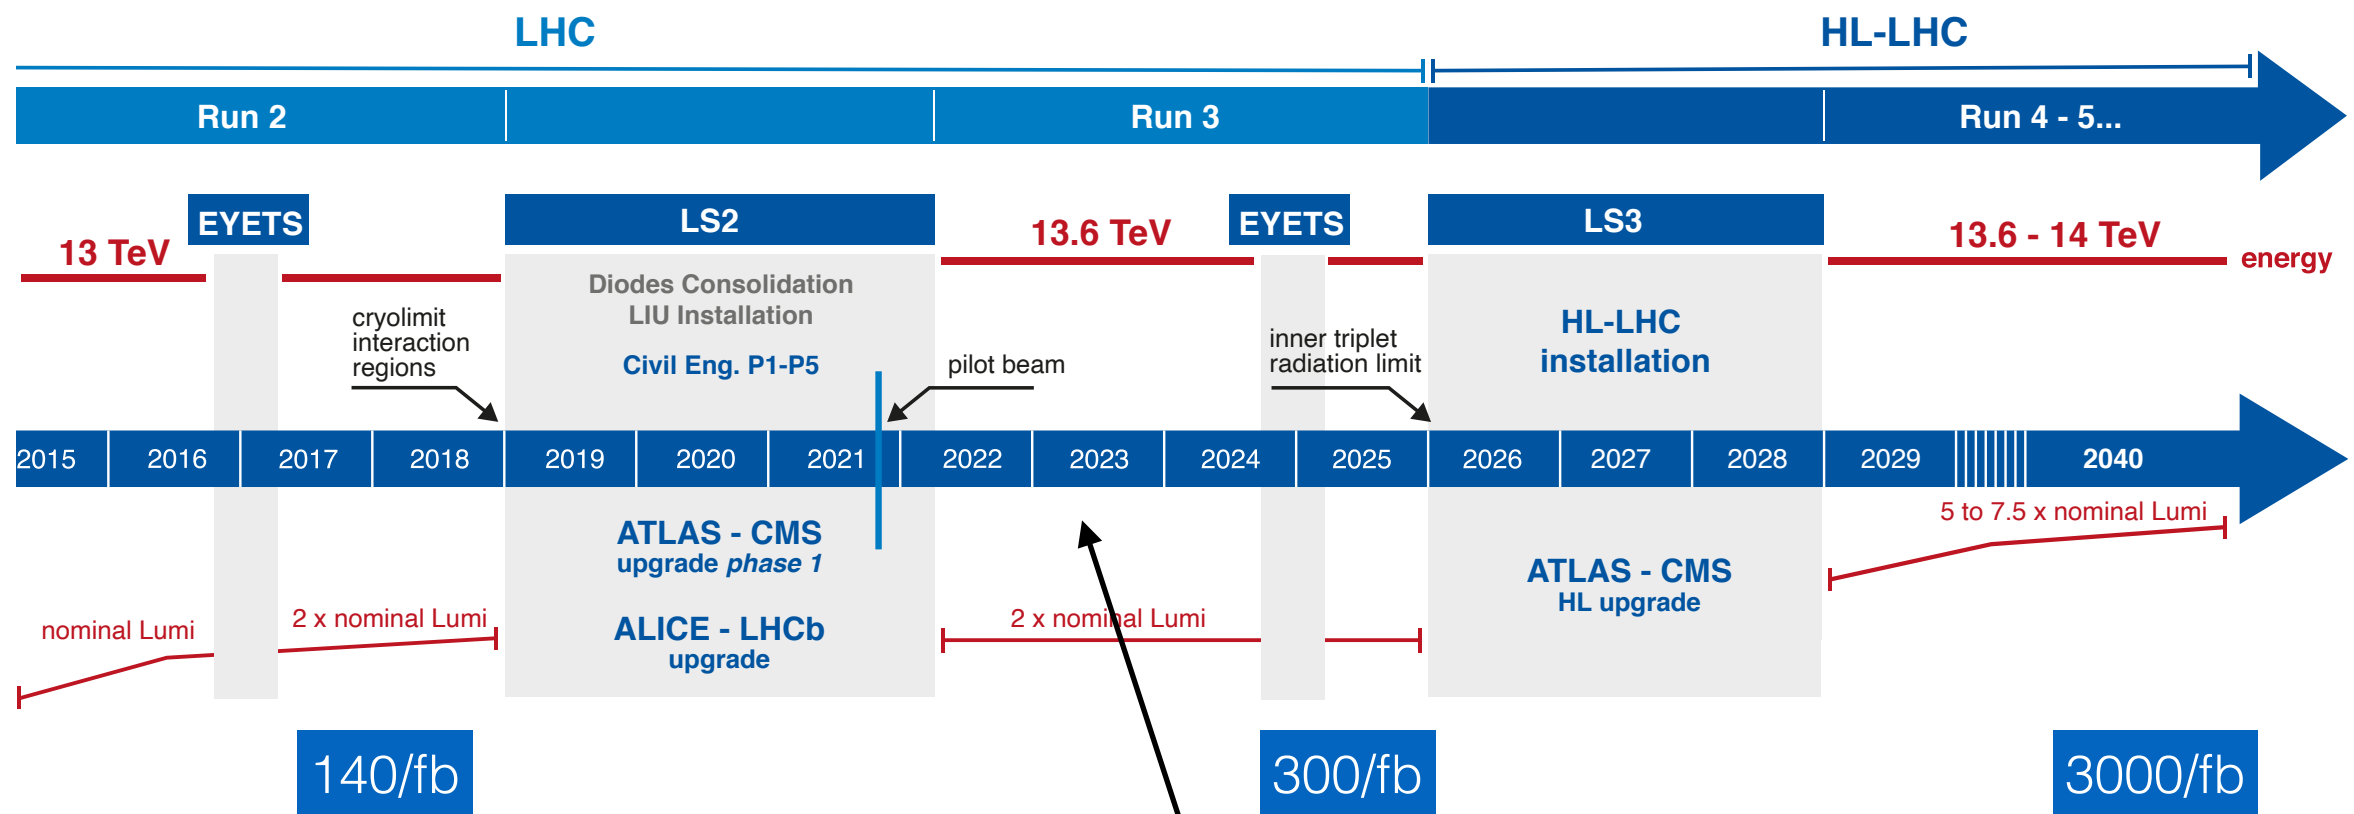 LHC
HL-LHC
Run 2
Run 3
Run 4 - 5...
EYETS
LS2
EYETS
LS3
13 TeV
13.6 TeV
13.6 - 14 TeV
energy
Diodes Consolidation
LIU Installation
Civil Eng. P1-P5
cryolimit
interaction
regions
pilot beam
inner triplet
radiation limit
HL-LHC
installation
2015
2016
2017
2018
2019
2020
2021
2022
2023
2024
2025
2026
2027
2028
2029
2040
5 to 7.5 x nominal Lumi
ATLAS - CMS
upgrade phase 1
ATLAS - CMS
HL upgrade
nominal Lumi
2 x nominal Lumi
ALICE - LHCb
upgrade
2 x nominal Lumi
140/fb
300/fb
3000/fb